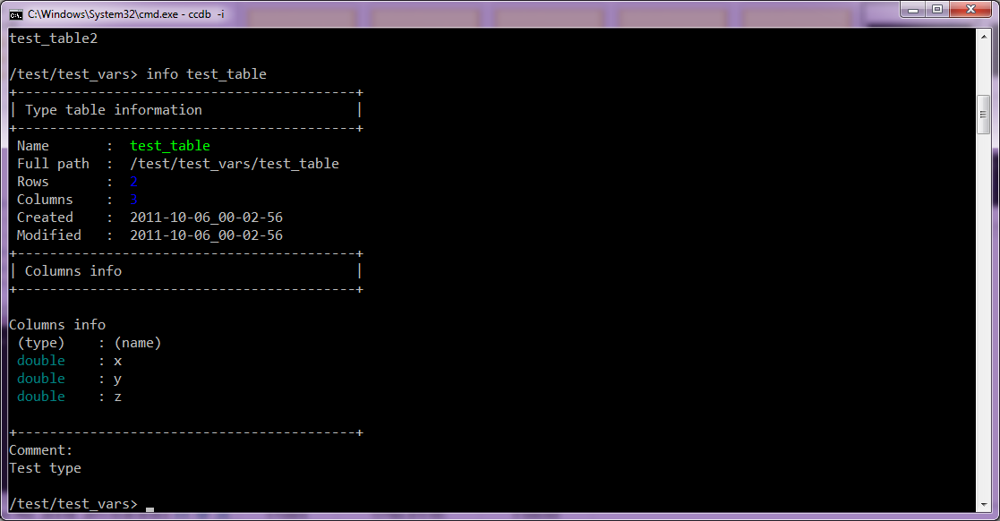 C:\Windows\System32\cmd.exe - ccdb -i
test_table2
/test/test_vars> info test_table
+------------------------------------------+
| Type table information                   |
+------------------------------------------+
 Name       :  test_table
 Full path  :  /test/test_vars/test_table
 Rows       :  2
 Columns    :  3
 Created    :  2011-10-06_00-02-56
 Modified   :  2011-10-06_00-02-56
+------------------------------------------+
| Columns info                             |
+------------------------------------------+
Columns info
 (type)    : (name)
 double    : x
 double    : y
 double    : z
+------------------------------------------+
Comment:
Test type
/test/test_vars> _